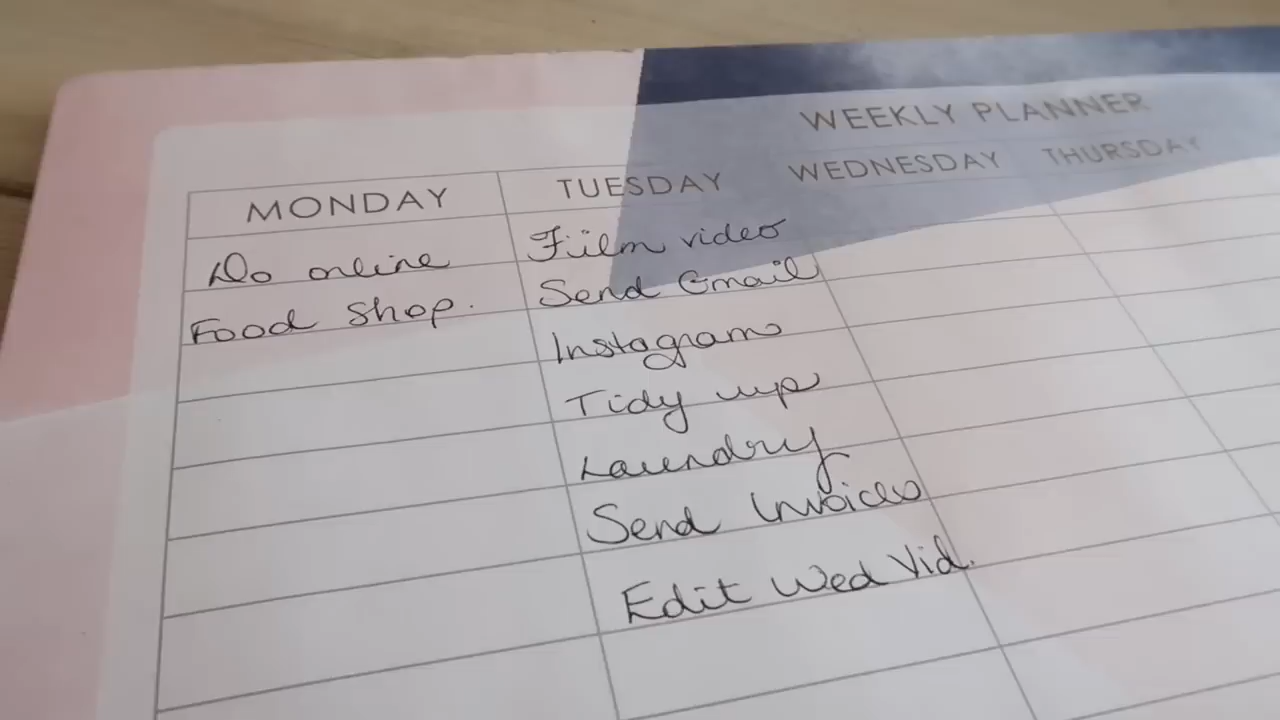 WEEKLY PLANNER
MONDAY TUESDAY WEDNESDAY THURSDAY
Do online
Food shop.
Film video
Send Email
Instagram
Tidy up
Laundry
Send Invoices
Edit Wed Vid.